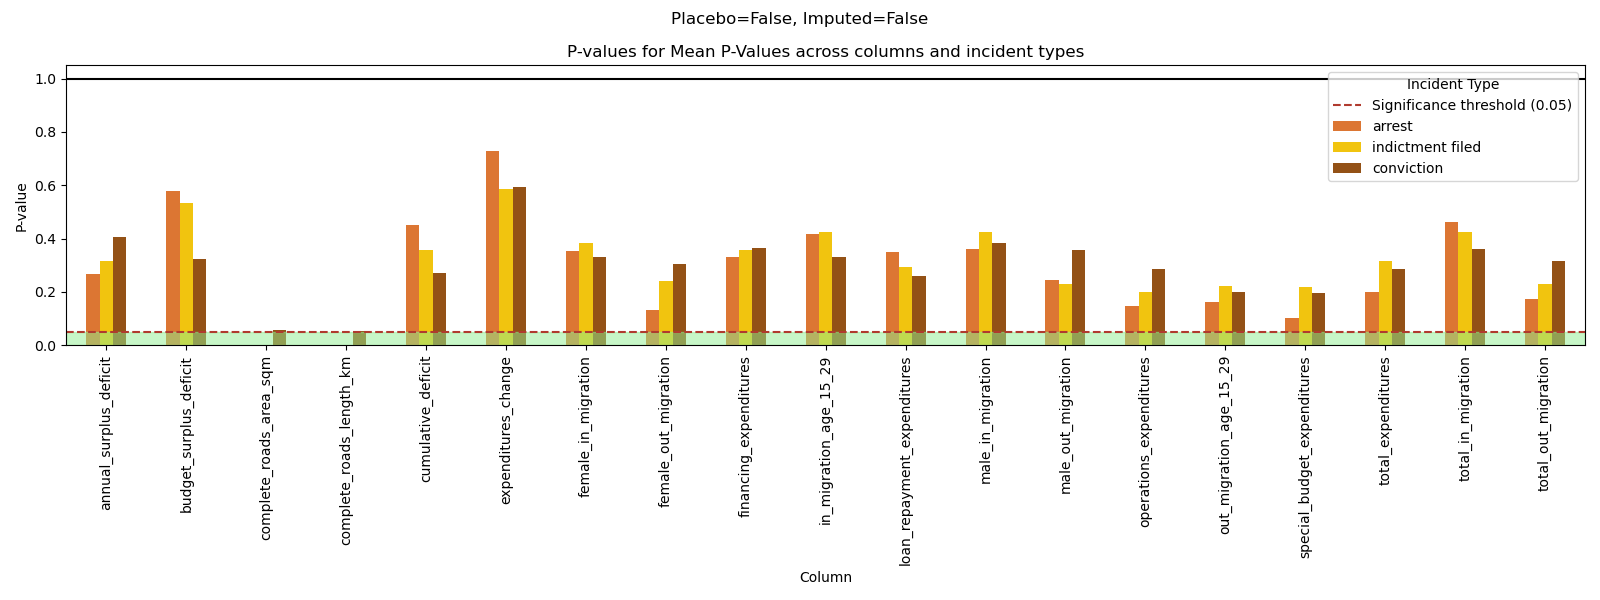 Placebo=False, Imputed=False
P-values for Mean P-Values across columns and incident types
P-value
1.0
0.8
0.6
0.4
0.2
0.0
Incident Type
Significance threshold (0.05)
arrest
indictment filed
conviction
annual_surplus_deficit
budget_surplus_deficit
complete_roads_area_sqm
complete_roads_length_km
cumulative_deficit
expenditures_change
female_in_migration
female_out_migration
financing_expenditures
in_migration_age_15_29
loan_repayment_expenditures
male_in_migration
male_out_migration
operations_expenditures
out_migration_age_15_29
special_budget_expenditures
total_expenditures
total_in_migration
total_out_migration
Column